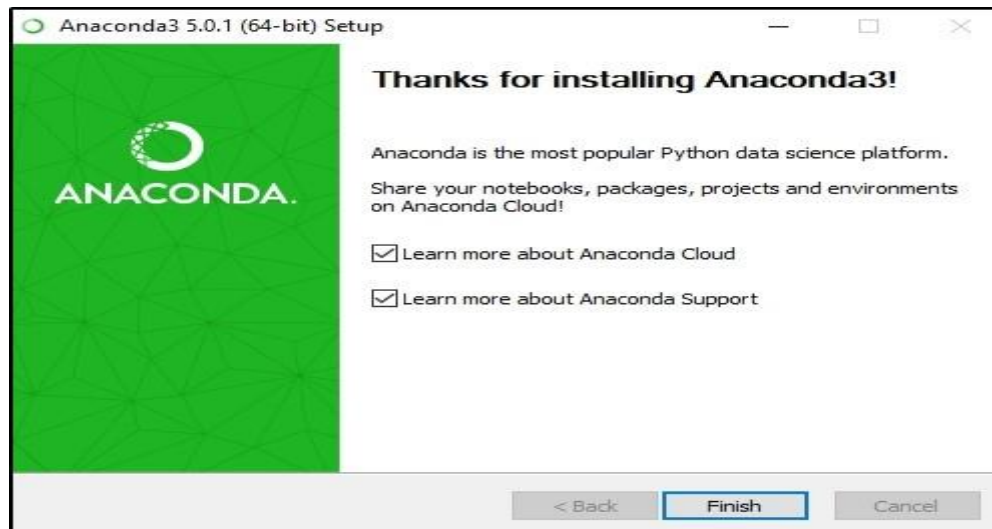 Anaconda3 5.0.1 (64-bit) Setup
Thanks for installing Anaconda3!
ANACONDA.
Anaconda is the most popular Python data science platform.
Share your notebooks, packages, projects and environments
on Anaconda Cloud!
Learn more about Anaconda Cloud
Learn more about Anaconda Support
< Back
Finish
Cancel